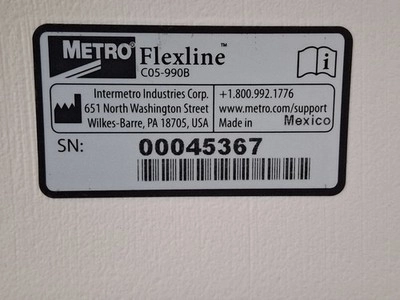 METRO® Flexline™
C05-990B
Intermetro Industries Corp.
651 North Washington Street
Wilkes-Barre, PA 18705, USA
+1.800.992.1776
www.metro.com/support
Made in Mexico
SN: 00045367